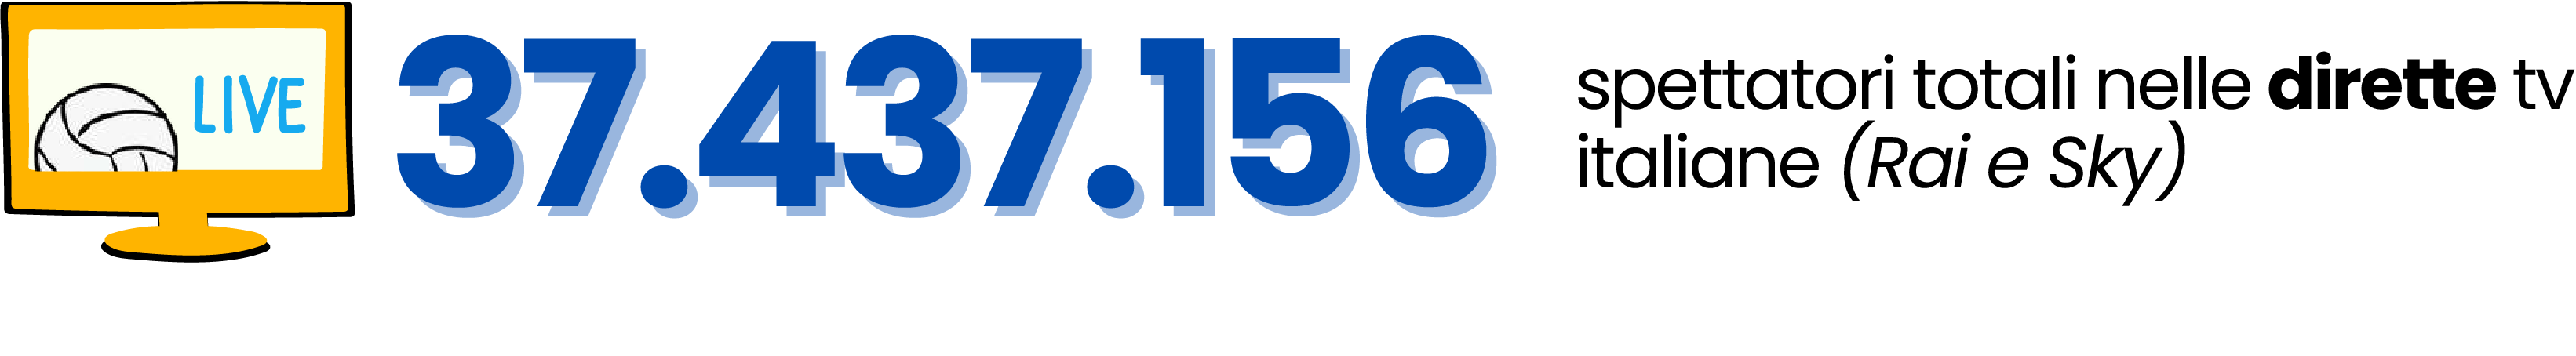 LIVE
37.437.156
spettatori totali nelle dirette tv
italiane (Rai e Sky)